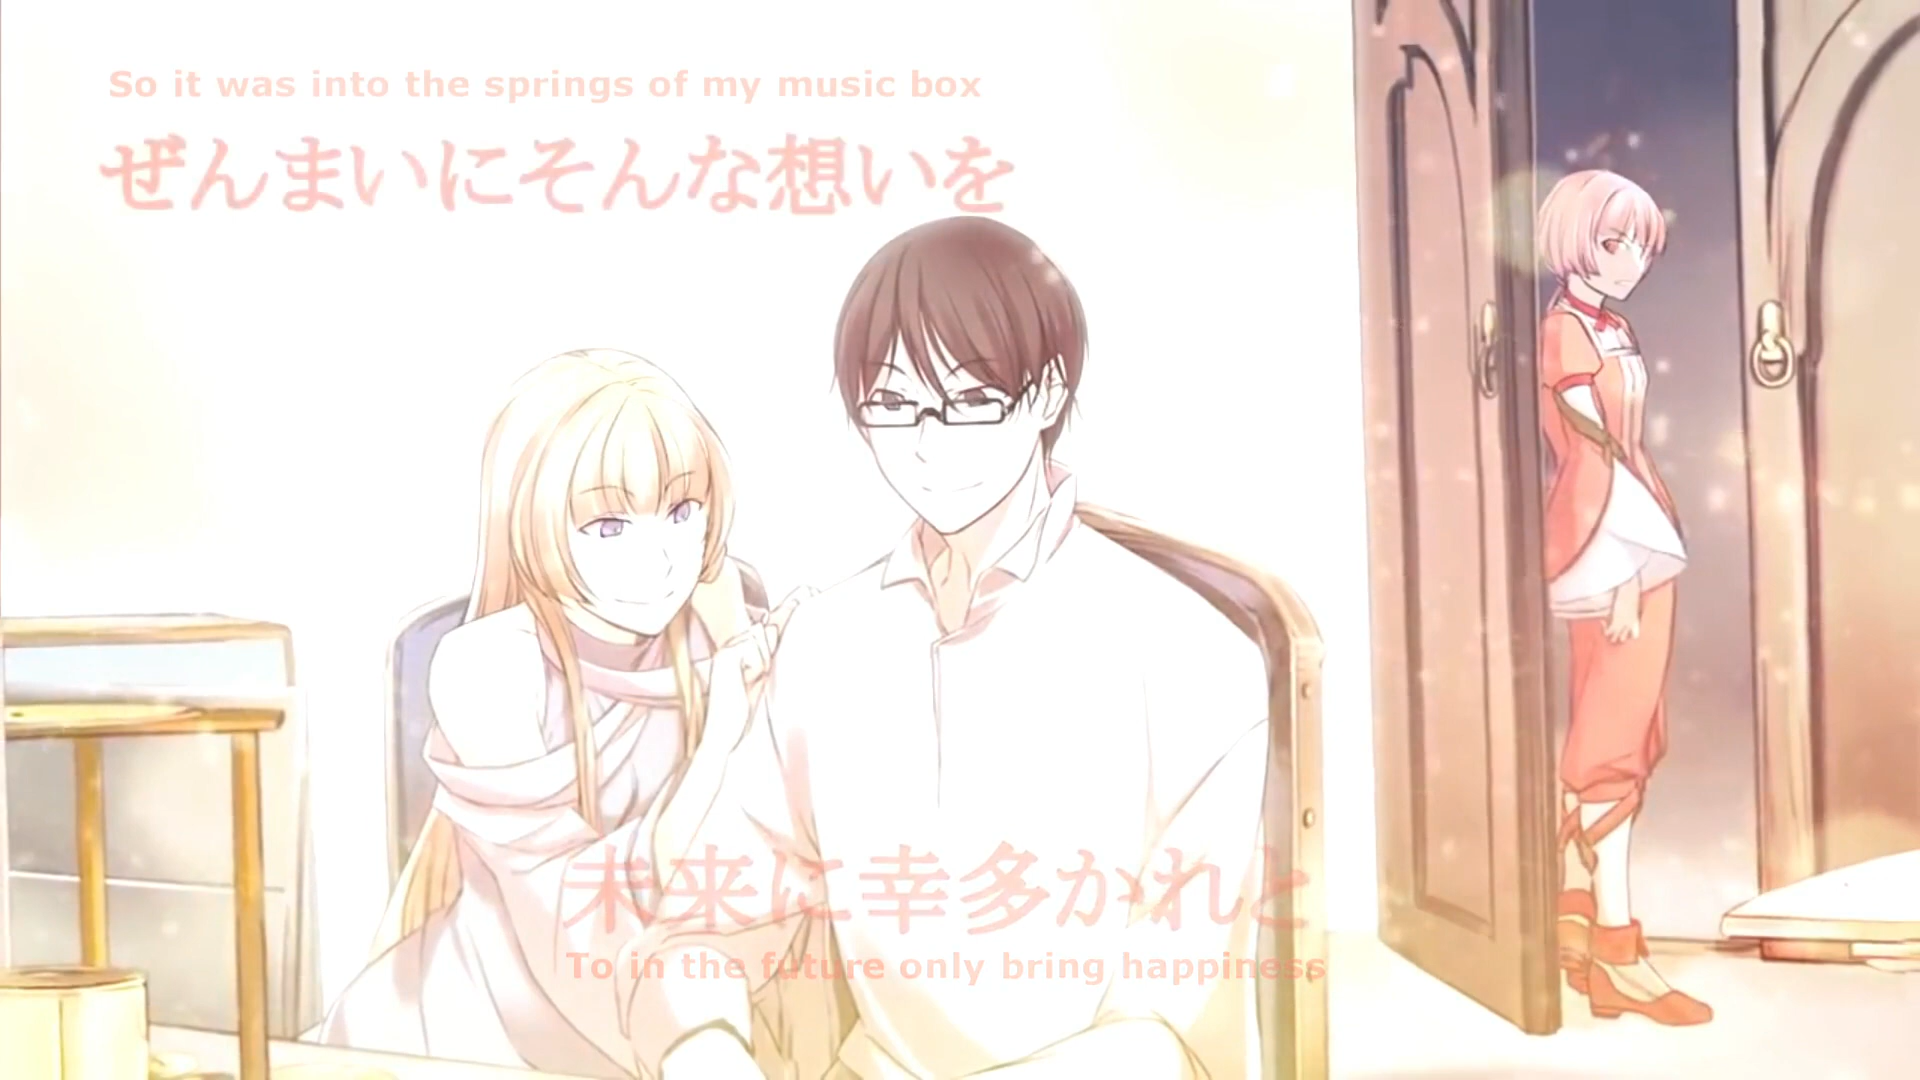 So it was into the springs of my music box
ぜんまいにそんな想いを
未来に幸多かれと
To in the future only bring happiness